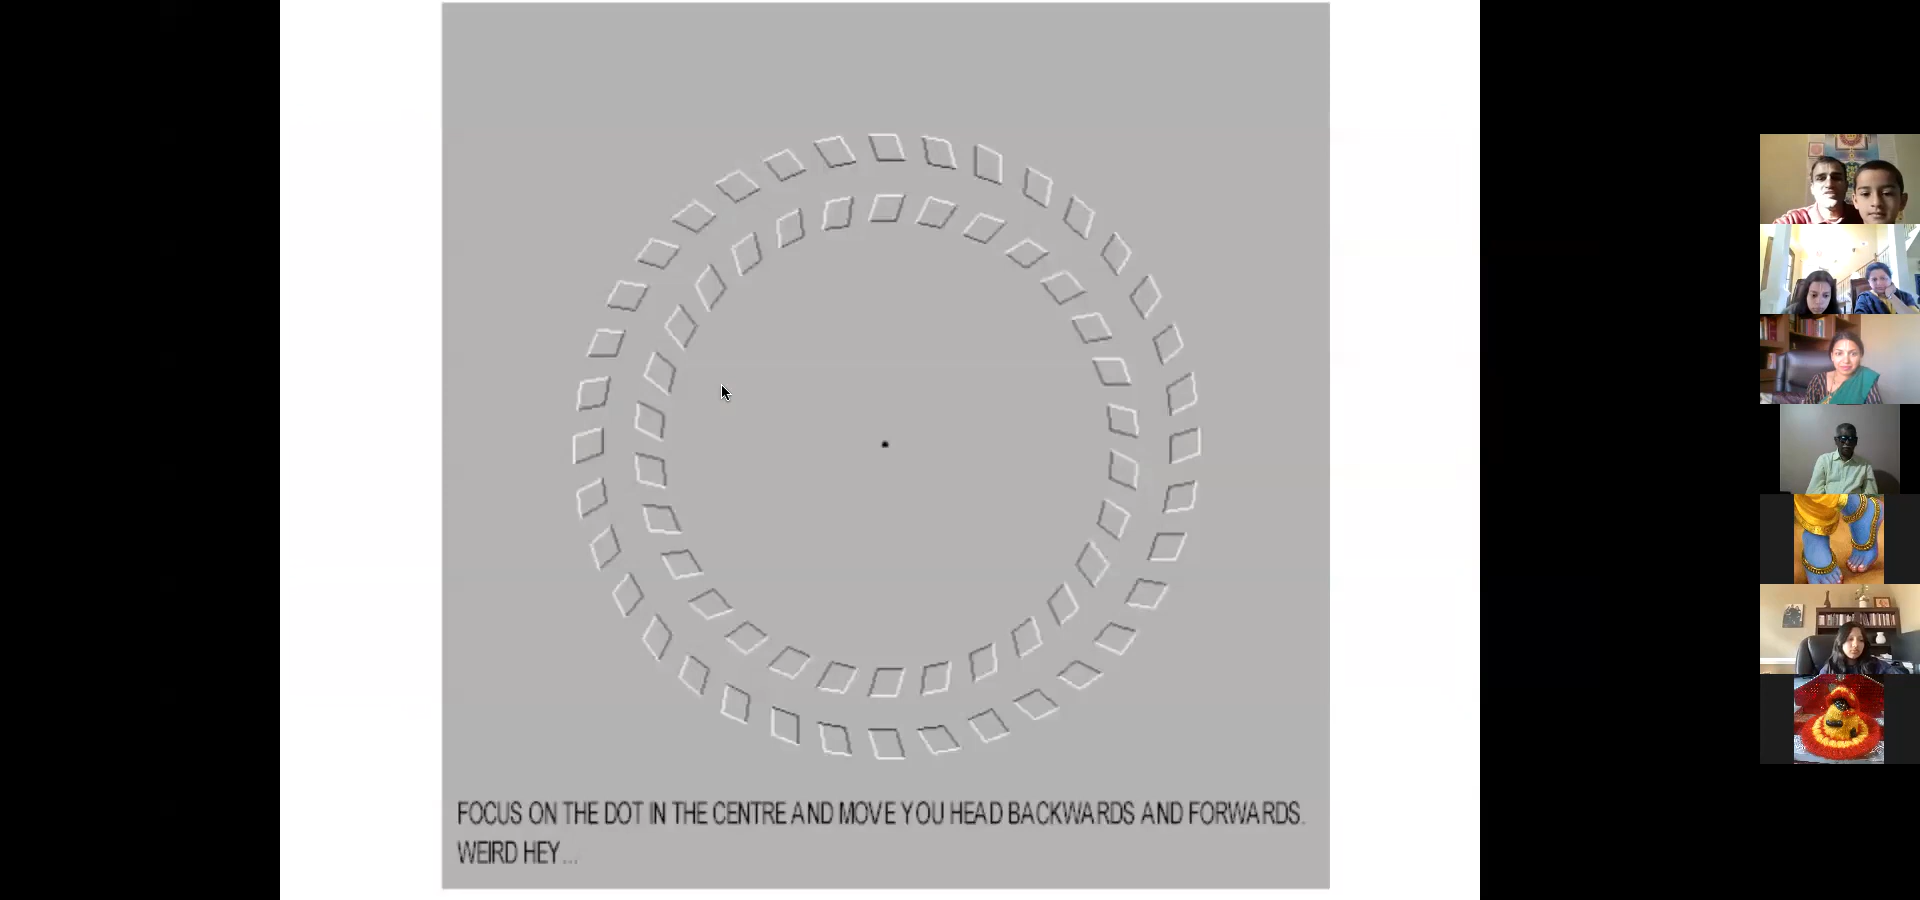 FOCUS ON THE DOT IN THE CENTRE AND MOVE YOU HEAD BACKWARDS AND FORWARDS.
WEIRD HEY...